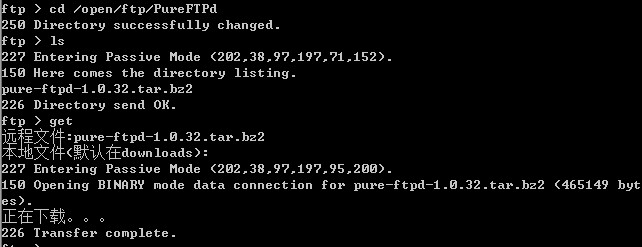 ftp > cd /open/ftp/PureFTPd
250 Directory successfully changed.
ftp > ls
227 Entering Passive Mode (202,38,97,197,71,152).
150 Here comes the directory listing.
pure-ftpd-1.0.32.tar.bz2
226 Directory send OK.
ftp > get
远程文件:pure-ftpd-1.0.32.tar.bz2
本地文件(默认在downloads):
227 Entering Passive Mode (202,38,97,197,95,200).
150 Opening BINARY mode data connection for pure-ftpd-1.0.32.tar.bz2 (465149 byt
es).
正在下载。。。
226 Transfer complete.
ftp >